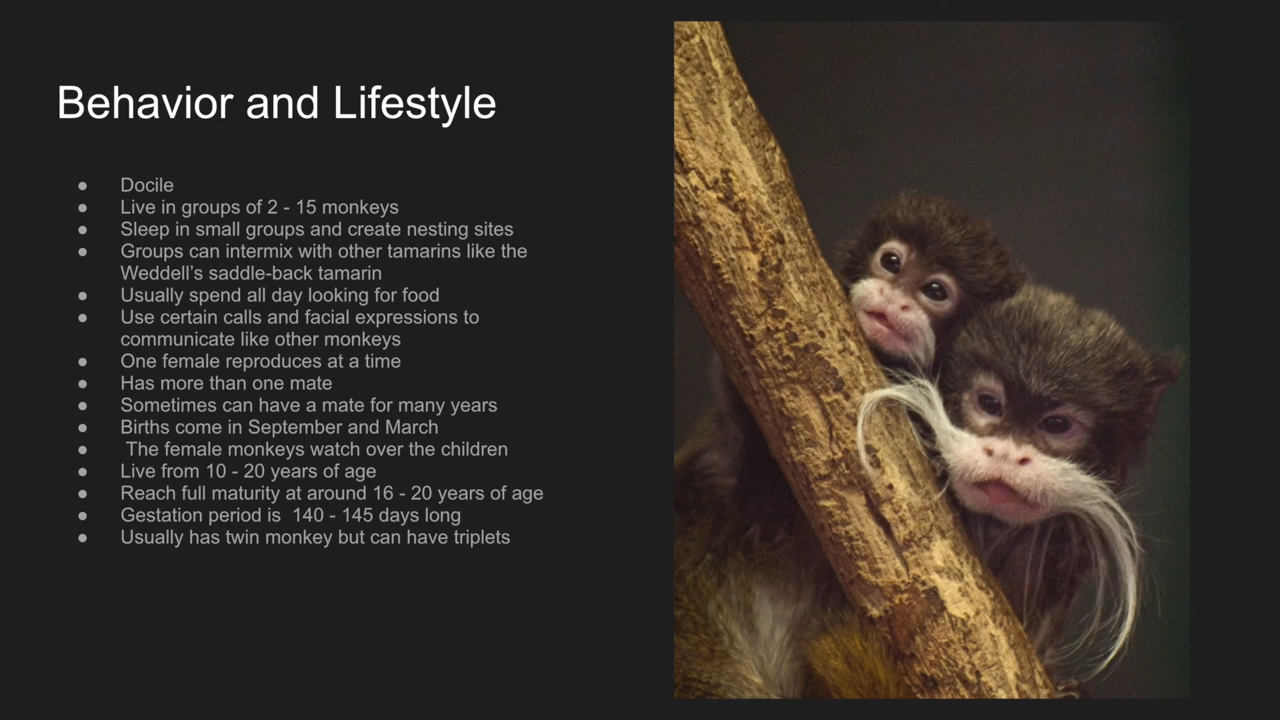 Behavior and Lifestyle
● Docile
● Live in groups of 2 - 15 monkeys
● Sleep in small groups and create nesting sites
● Groups can intermix with other tamarins like the
Weddell’s saddle-back tamarin
● Usually spend all day looking for food
● Use certain calls and facial expressions to
communicate like other monkeys
● One female reproduces at a time
● Has more than one mate
● Sometimes can have a mate for many years
● Births come in September and March
● The female monkeys watch over the children
● Live from 10 - 20 years of age
● Reach full maturity at around 16 - 20 years of age
● Gestation period is  140 - 145 days long
● Usually has twin monkey but can have triplets